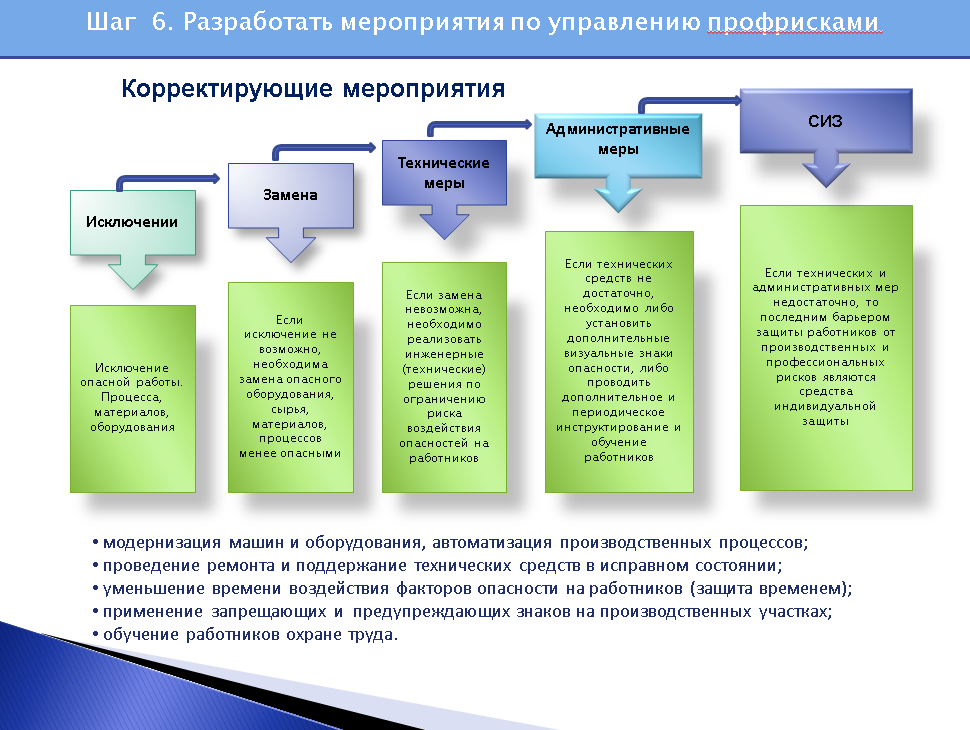 Шаг 6. Разработать мероприятия по управлению профрисками
Корректирующие мероприятия
Исключении
Замена
Технические
меры
Административные
меры
СИЗ
Исключение
опасной работы.
Процесса,
материалов,
оборудования
Если
исключение не
возможно,
необходима
замена опасного
оборудования,
сырья,
материалов,
процессов
менее опасными
Если замена
невозможна,
необходимо
реализовать
инженерные
(технические)
решения по
ограничению
риска
воздействия
опасностей на
работников
Если технических
средств не
достаточно,
необходимо либо
установить
дополнительные
визуальные знаки
опасности, либо
проводить
дополнительное и
периодическое
инструктирование и
обучение
работников
Если технических и
административных мер
недостаточно, то
последним барьером
защиты работников от
производственных и
профессиональных
рисков являются
средства
индивидуальной
защиты
• модернизация машин и оборудования, автоматизация производственных процессов;
• проведение ремонта и поддержание технических средств в исправном состоянии;
• уменьшение времени воздействия факторов опасности на работников (защита временем);
• применение запрещающих и предупреждающих знаков на производственных участках;
• обучение работников охране труда.